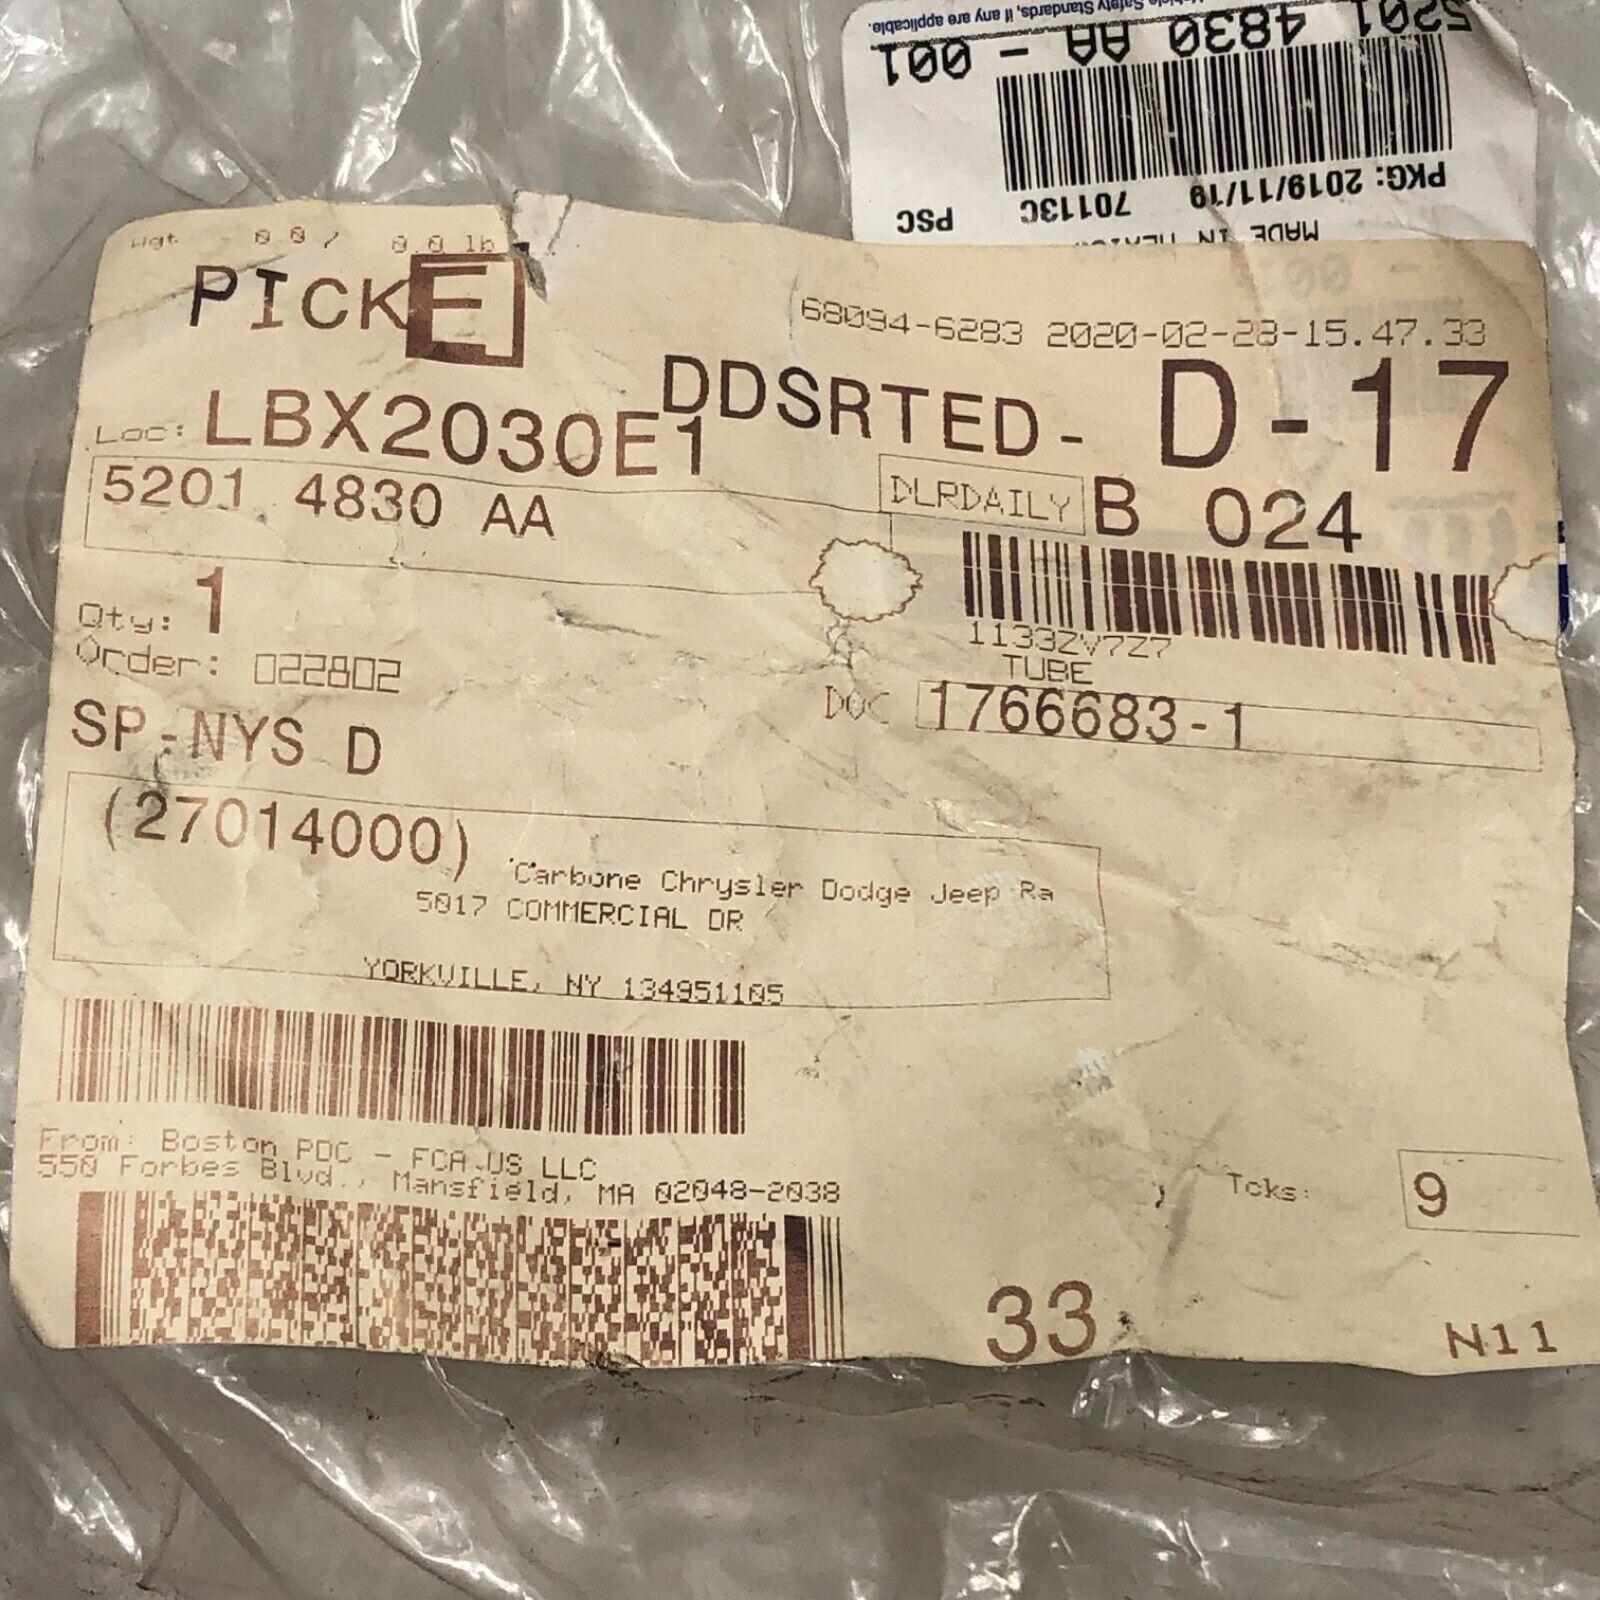 Vehicle Safety Standards, if any are applicable.
5201 4830 AA - 001
PKG: 2019/11/19 70113C PSC
MADE IN MEXICO
Wgt 0.0 / 0.0 lb
PICK E
68094-6283 2020-02-28-15.47.33
DDSRTED- D-17
Loc: LBX2030E1
5201 4830 AA
DLRDAILY B 024
Qty: 1
1133ZV7Z7
TUBE
Order: 022802
DOC 1766683-1
SP-NYS D
(27014000)
Carbone Chrysler Dodge Jeep Ra
5017 COMMERCIAL DR
YORKVILLE, NY 134951105
From: Boston PDC - FCA US LLC
550 Forbes Blvd., Mansfield, MA 02048-2038
Tcks: 9
33
N11